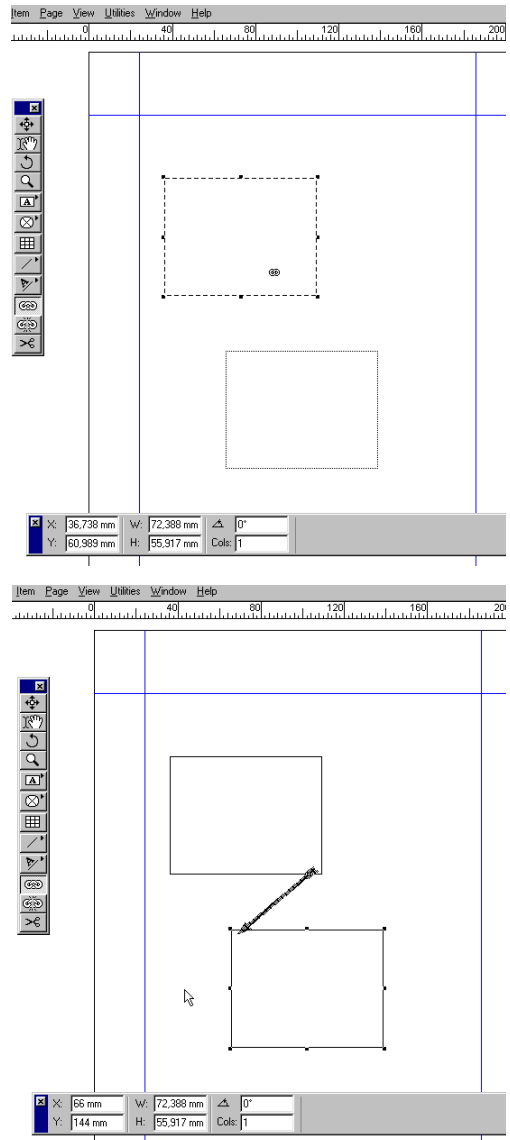 Item Page View Utilities Window Help
0 40 80 120 160 200
A
X: 36,738 mm W: 72,388 mm 0°
Y: 60,989 mm H: 55,917 mm Cols: 1
Item Page View Utilities Window Help
0 40 80 120 160 200
A
X: 66 mm W: 72,388 mm 0°
Y: 144 mm H: 55,917 mm Cols: 1